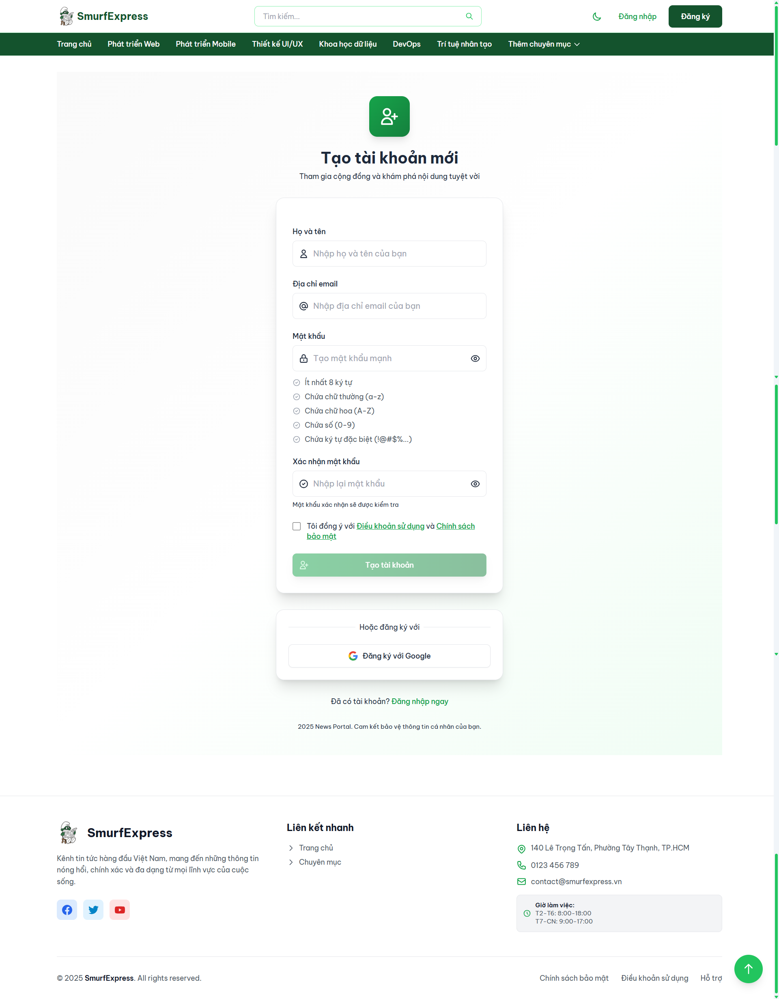 SmurfExpress
Tìm kiếm...
Đăng nhập
Đăng ký
Trang chủ
Phát triển Web
Phát triển Mobile
Thiết kế UI/UX
Khoa học dữ liệu
DevOps
Trí tuệ nhân tạo
Thêm chuyên mục
Tạo tài khoản mới
Tham gia cộng đồng và khám phá nội dung tuyệt vời
Họ và tên
Nhập họ và tên của bạn
Địa chỉ email
Nhập địa chỉ email của bạn
Mật khẩu
Tạo mật khẩu mạnh
Ít nhất 8 ký tự
Chứa chữ thường (a-z)
Chứa chữ hoa (A-Z)
Chứa số (0-9)
Chứa ký tự đặc biệt (!@#$%...)
Xác nhận mật khẩu
Nhập lại mật khẩu
Mật khẩu xác nhận sẽ được kiểm tra
Tôi đồng ý với Điều khoản sử dụng và Chính sách
bảo mật
Tạo tài khoản
Hoặc đăng ký với
Đăng ký với Google
Đã có tài khoản? Đăng nhập ngay
2025 News Portal. Cam kết bảo vệ thông tin cá nhân của bạn.
SmurfExpress
Kênh tin tức hàng đầu Việt Nam, mang đến những thông tin
nóng hổi, chính xác và đa dạng từ mọi lĩnh vực của cuộc
sống.
Liên kết nhanh
Trang chủ
Chuyên mục
Liên hệ
140 Lê Trọng Tấn, Phường Tây Thạnh, TP.HCM
0123 456 789
contact@smurfexpress.vn
Giờ làm việc:
T2-T6: 8:00-18:00
T7-CN: 9:00-17:00
© 2025 SmurfExpress. All rights reserved.
Chính sách bảo mật
Điều khoản sử dụng
Hỗ trợ